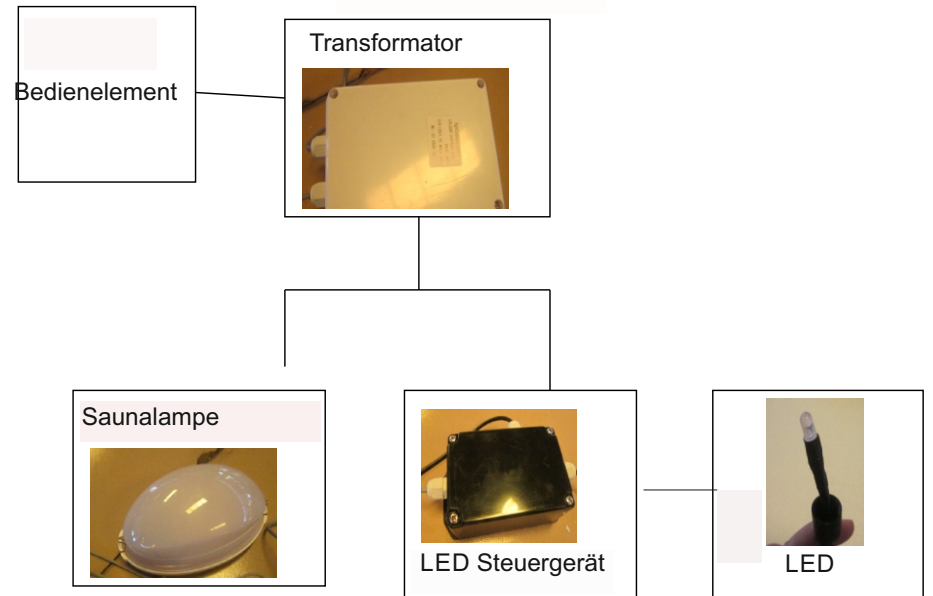 Transformator
Bedienelement
Saunalampe
LED Steuergerät
LED